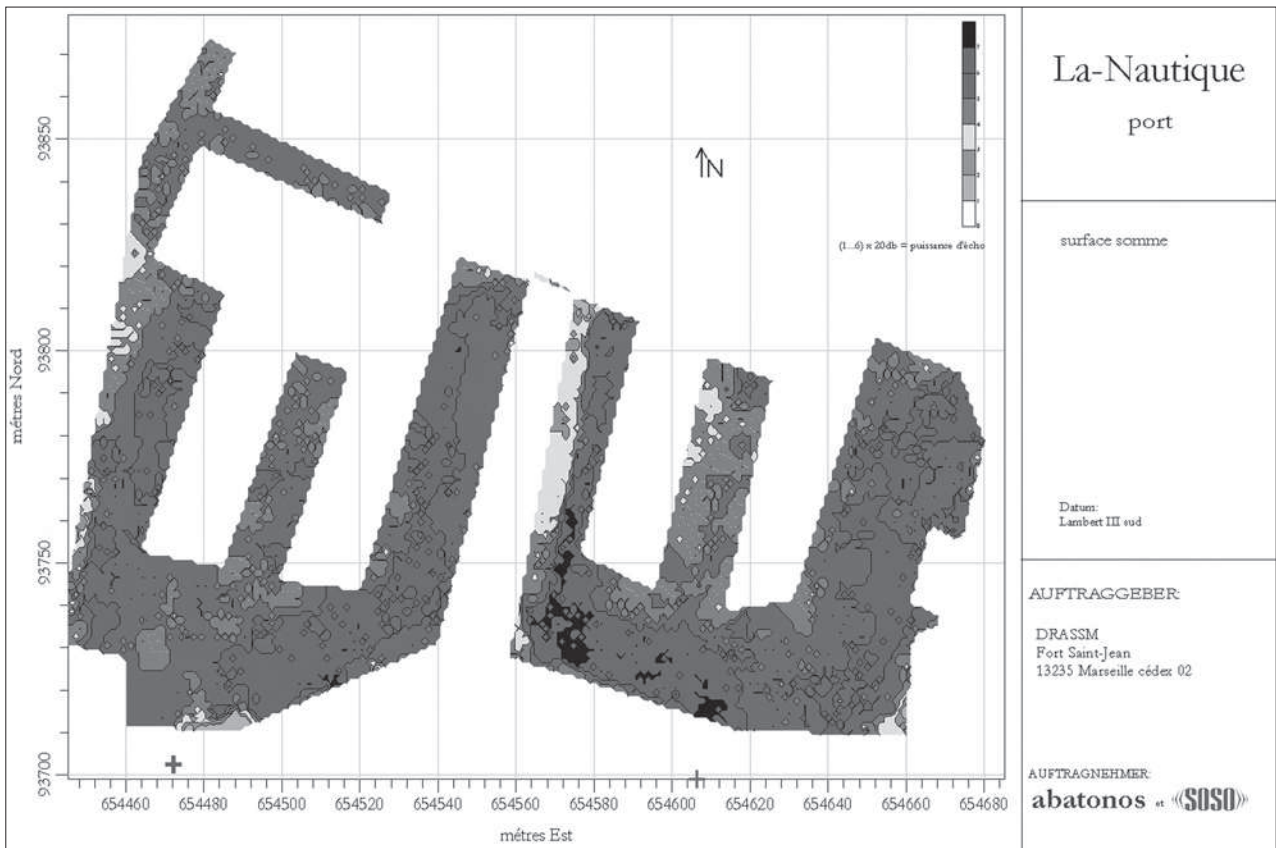 La-Nautique
port
surface somme
Datum:
Lambert III sud
AUFTRAGGEBER:
DRASSM
Fort Saint-Jean
13235 Marseille cédex 02
AUFTRAGNEHMER:
abatonos et ((SOSO))
N
(1...6) x 20db = puissance d'écho
métres Nord
93850
93800
93750
93700
654460 654480 654500 654520 654540 654560 654580 654600 654620 654640 654660 654680
métres Est